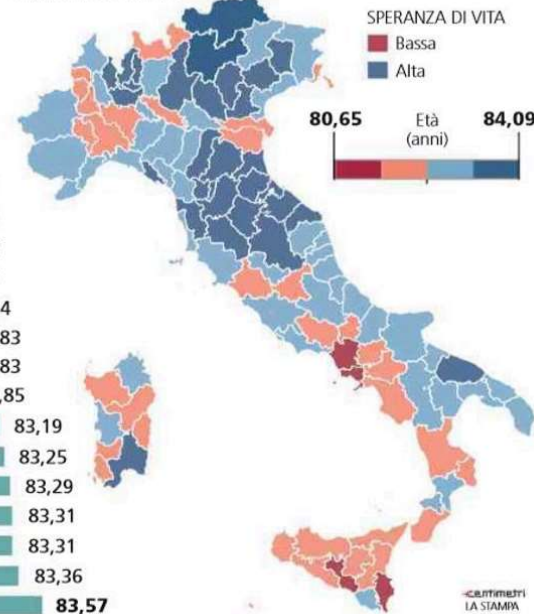 SPERANZA DI VITA
Bassa
Alta
80,65
Età
(anni)
84,09
4
83
83
,85
83,19
83,25
83,29
83,31
83,31
83,36
83,57
centimetri
LA STAMPA